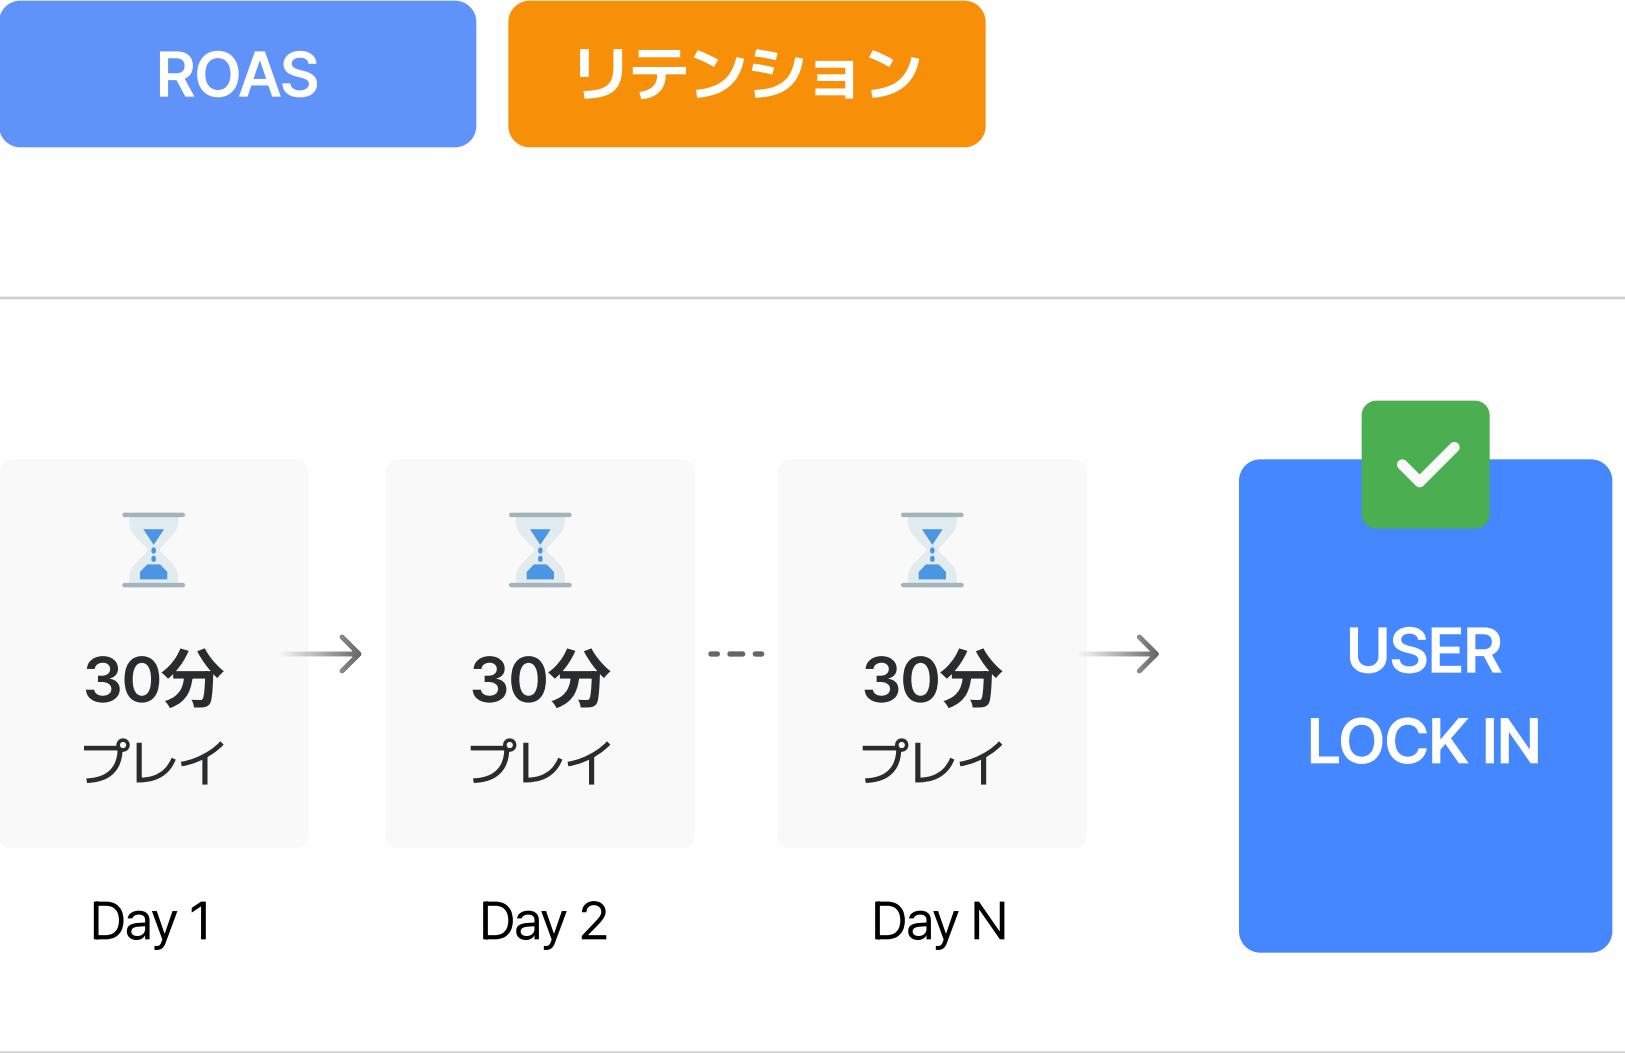 ROAS
リテンション
30分
プレイ
Day 1
30分
プレイ
Day 2
30分
プレイ
Day N
USER
LOCK IN